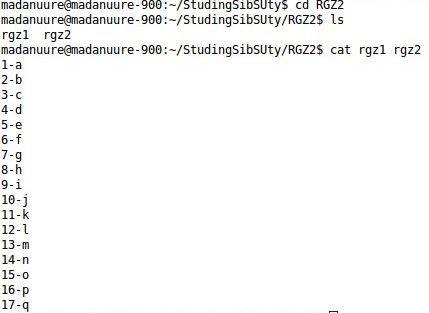 madanuure@madanuure-900:~/StudingSibSUty$ cd RGZ2
madanuure@madanuure-900:~/StudingSibSUty/RGZ2$ ls
rgz1  rgz2
madanuure@madanuure-900:~/StudingSibSUty/RGZ2$ cat rgz1 rgz2
1-a
2-b
3-c
4-d
5-e
6-f
7-g
8-h
9-i
10-j
11-k
12-l
13-m
14-n
15-o
16-p
17-q